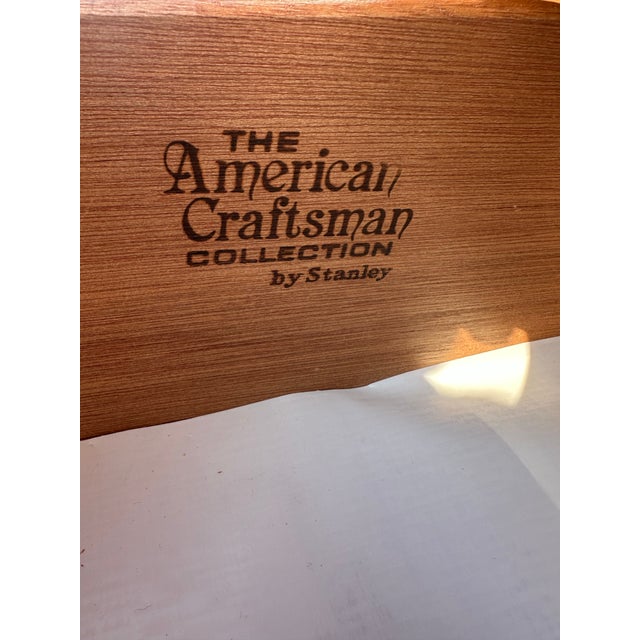 THE
American
Craftsman
COLLECTION
by Stanley